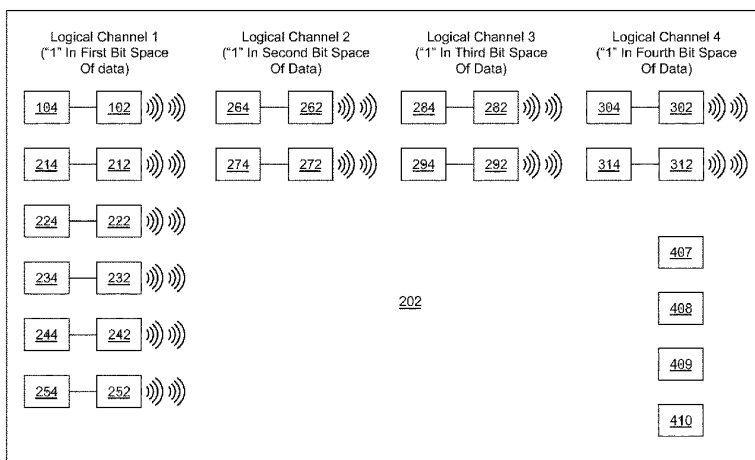 Logical Channel 1
("1" In First Bit Space
Of data)
Logical Channel 2
("1" In Second Bit Space
Of Data)
Logical Channel 3
("1" In Third Bit Space
Of Data)
Logical Channel 4
("1" In Fourth Bit Space
Of Data)
104 102 264 262 284 282 304 302
214 212 274 272 294 292 314 312
224 222
234 232
244 242
254 252
202
407
408
409
410